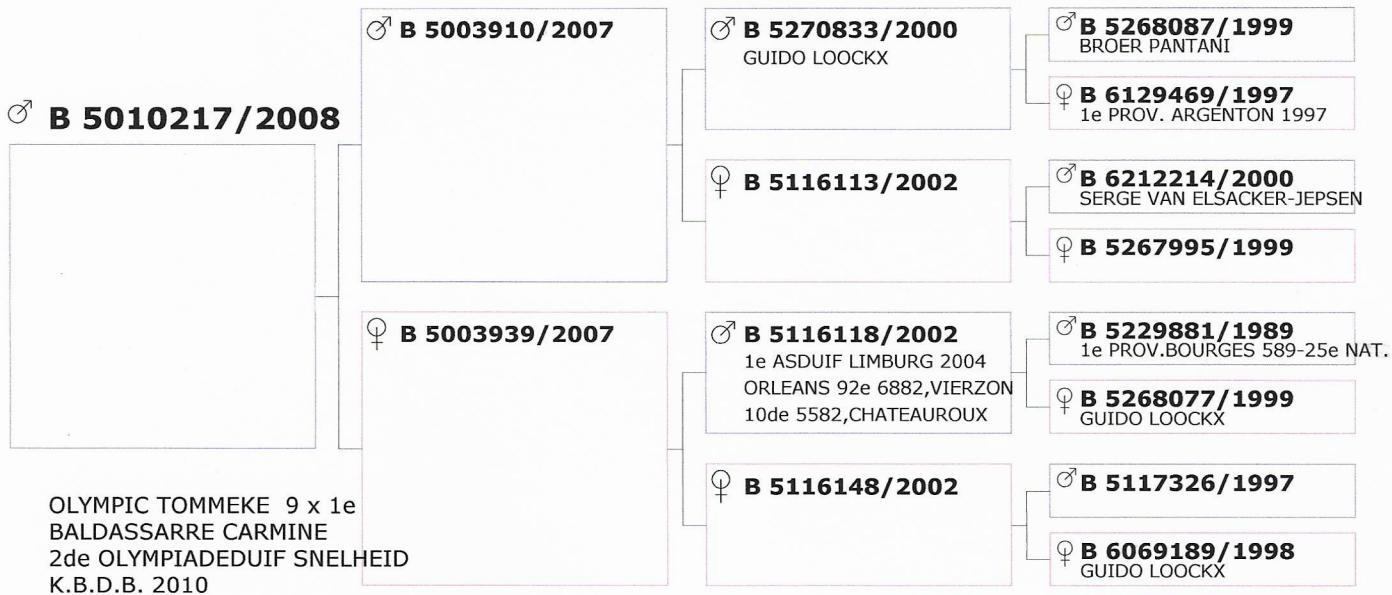 ♂ B 5010217/2008
OLYMPIC TOMMEKE 9 x 1e
BALDASSARRE CARMINE
2de OLYMPIADEDUIF SNELHEID
K.B.D.B. 2010
♂ B 5003910/2007
♀ B 5003939/2007
♂ B 5270833/2000
GUIDO LOOCKX
♀ B 5116113/2002
♂ B 5116118/2002
1e ASDUIF LIMBURG 2004
ORLEANS 92e 6882,VIERZON
10de 5582,CHATEAUROUX
♀ B 5116148/2002
♂ B 5268087/1999
BROER PANTANI
♀ B 6129469/1997
1e PROV. ARGENTON 1997
♂ B 6212214/2000
SERGE VAN ELSACKER-JEPSEN
♀ B 5267995/1999
♂ B 5229881/1989
1e PROV.BOURGES 589-25e NAT.
♀ B 5268077/1999
GUIDO LOOCKX
♂ B 5117326/1997
♀ B 6069189/1998
GUIDO LOOCKX